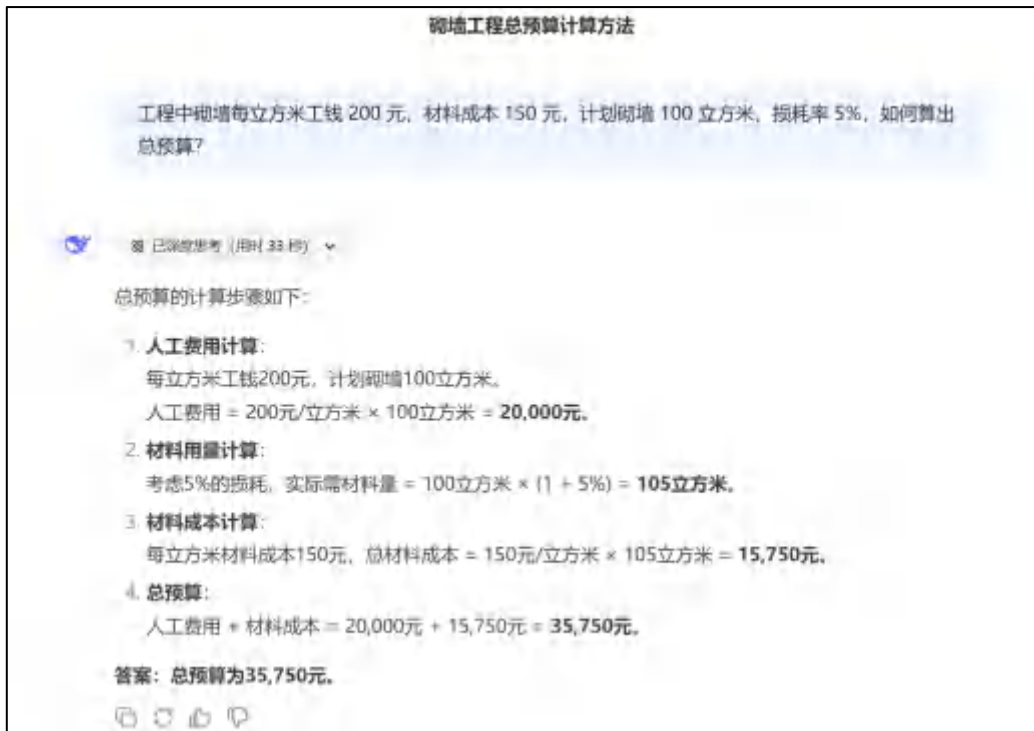 砌墙工程总预算计算方法
工程中砌墙每立方米工钱 200 元，材料成本 150 元，计划砌墙 100 立方米，损耗率 5%，如何算出
总预算？
已深度思考（用时 33 秒）
总预算的计算步骤如下：
1. 人工费用计算：
每立方米工钱200元，计划砌墙100立方米。
人工费用 = 200元/立方米 × 100立方米 = 20,000元。
2. 材料用量计算：
考虑5%的损耗，实际需材料量 = 100立方米 × (1 + 5%) = 105立方米。
3. 材料成本计算：
每立方米材料成本150元，总材料成本 = 150元/立方米 × 105立方米 = 15,750元。
4. 总预算：
人工费用 + 材料成本 = 20,000元 + 15,750元 = 35,750元。
答案：总预算为35,750元。